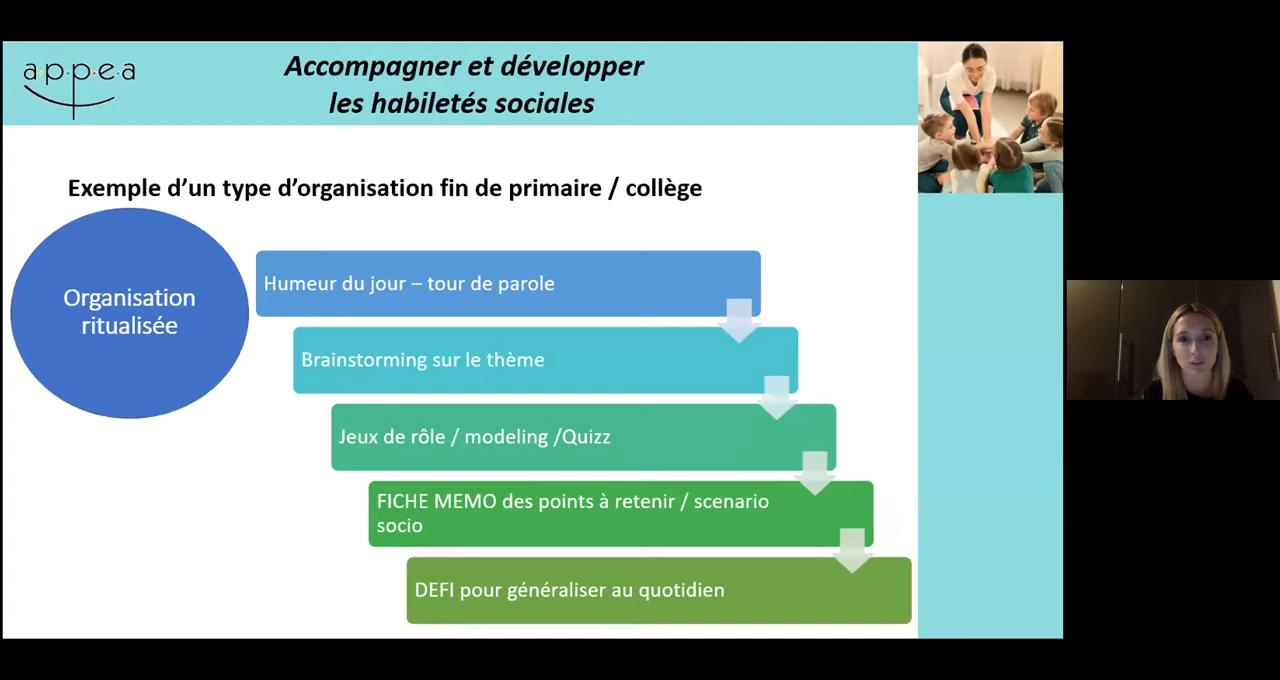 a.p.p.e.a
Accompagner et développer
les habiletés sociales
Exemple d’un type d’organisation fin de primaire / collège
Organisation
ritualisée
Humeur du jour – tour de parole
Brainstorming sur le thème
Jeux de rôle / modeling /Quizz
FICHE MEMO des points à retenir / scenario
socio
DEFI pour généraliser au quotidien